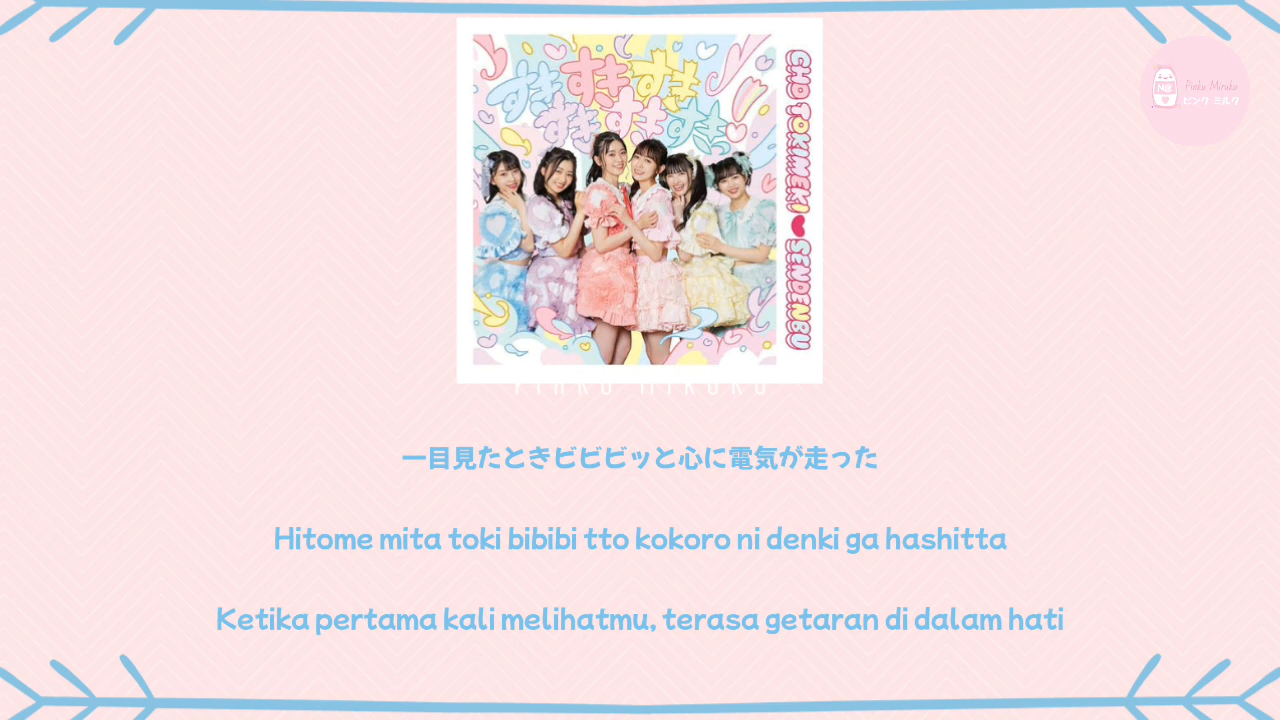 すき すき すき
すき すき すき
CHO TOKIMEKI♥SENDENBU
Pinku Miruku
ピンク ミルク
一目見たときビビビッと心に電気が走った
Hitome mita toki bibibi tto kokoro ni denki ga hashitta
Ketika pertama kali melihatmu, terasa getaran di dalam hati